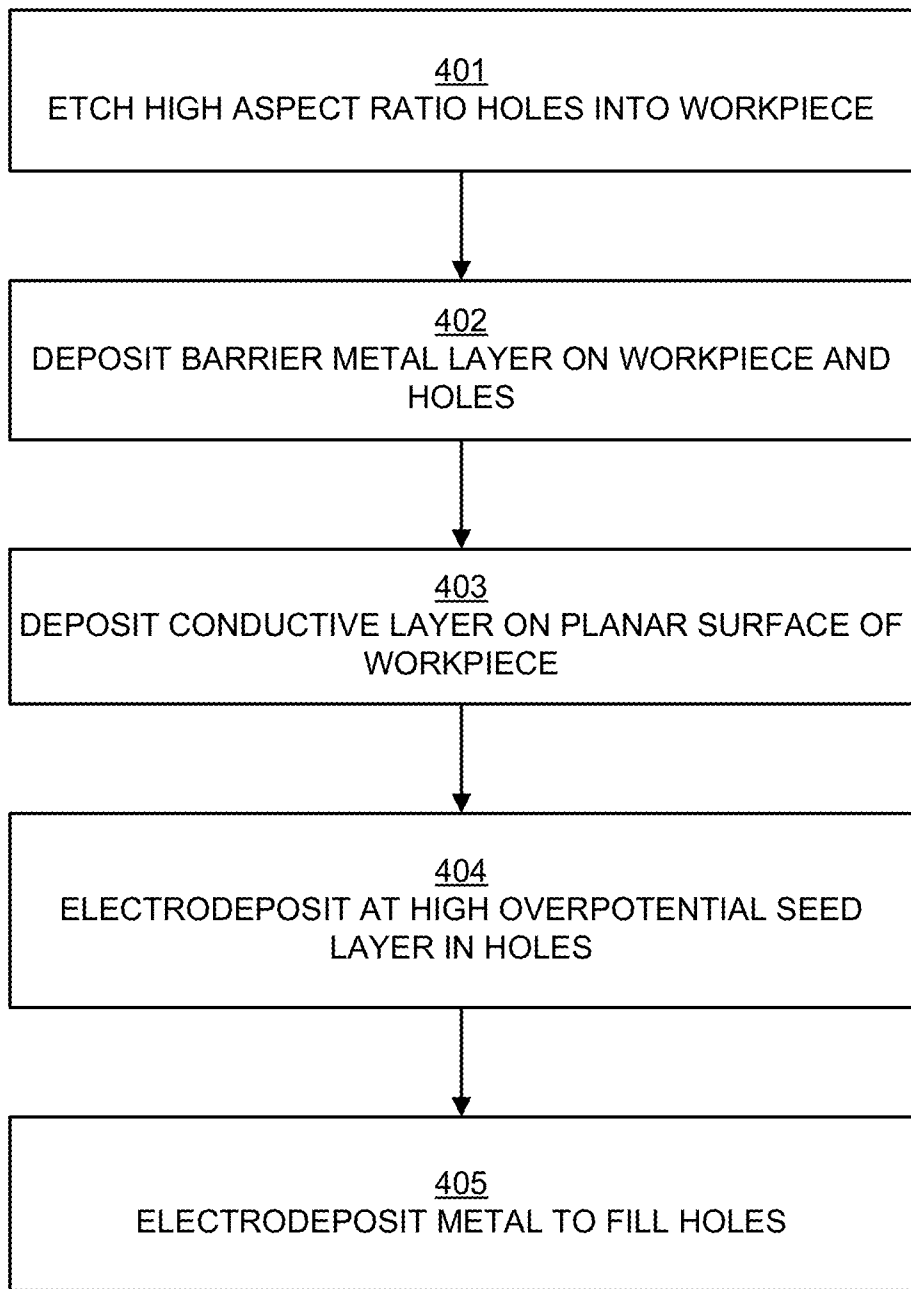 401
ETCH HIGH ASPECT RATIO HOLES INTO WORKPIECE
402
DEPOSIT BARRIER METAL LAYER ON WORKPIECE AND
HOLES
403
DEPOSIT CONDUCTIVE LAYER ON PLANAR SURFACE OF
WORKPIECE
404
ELECTRODEPOSIT AT HIGH OVERPOTENTIAL SEED
LAYER IN HOLES
405
ELECTRODEPOSIT METAL TO FILL HOLES